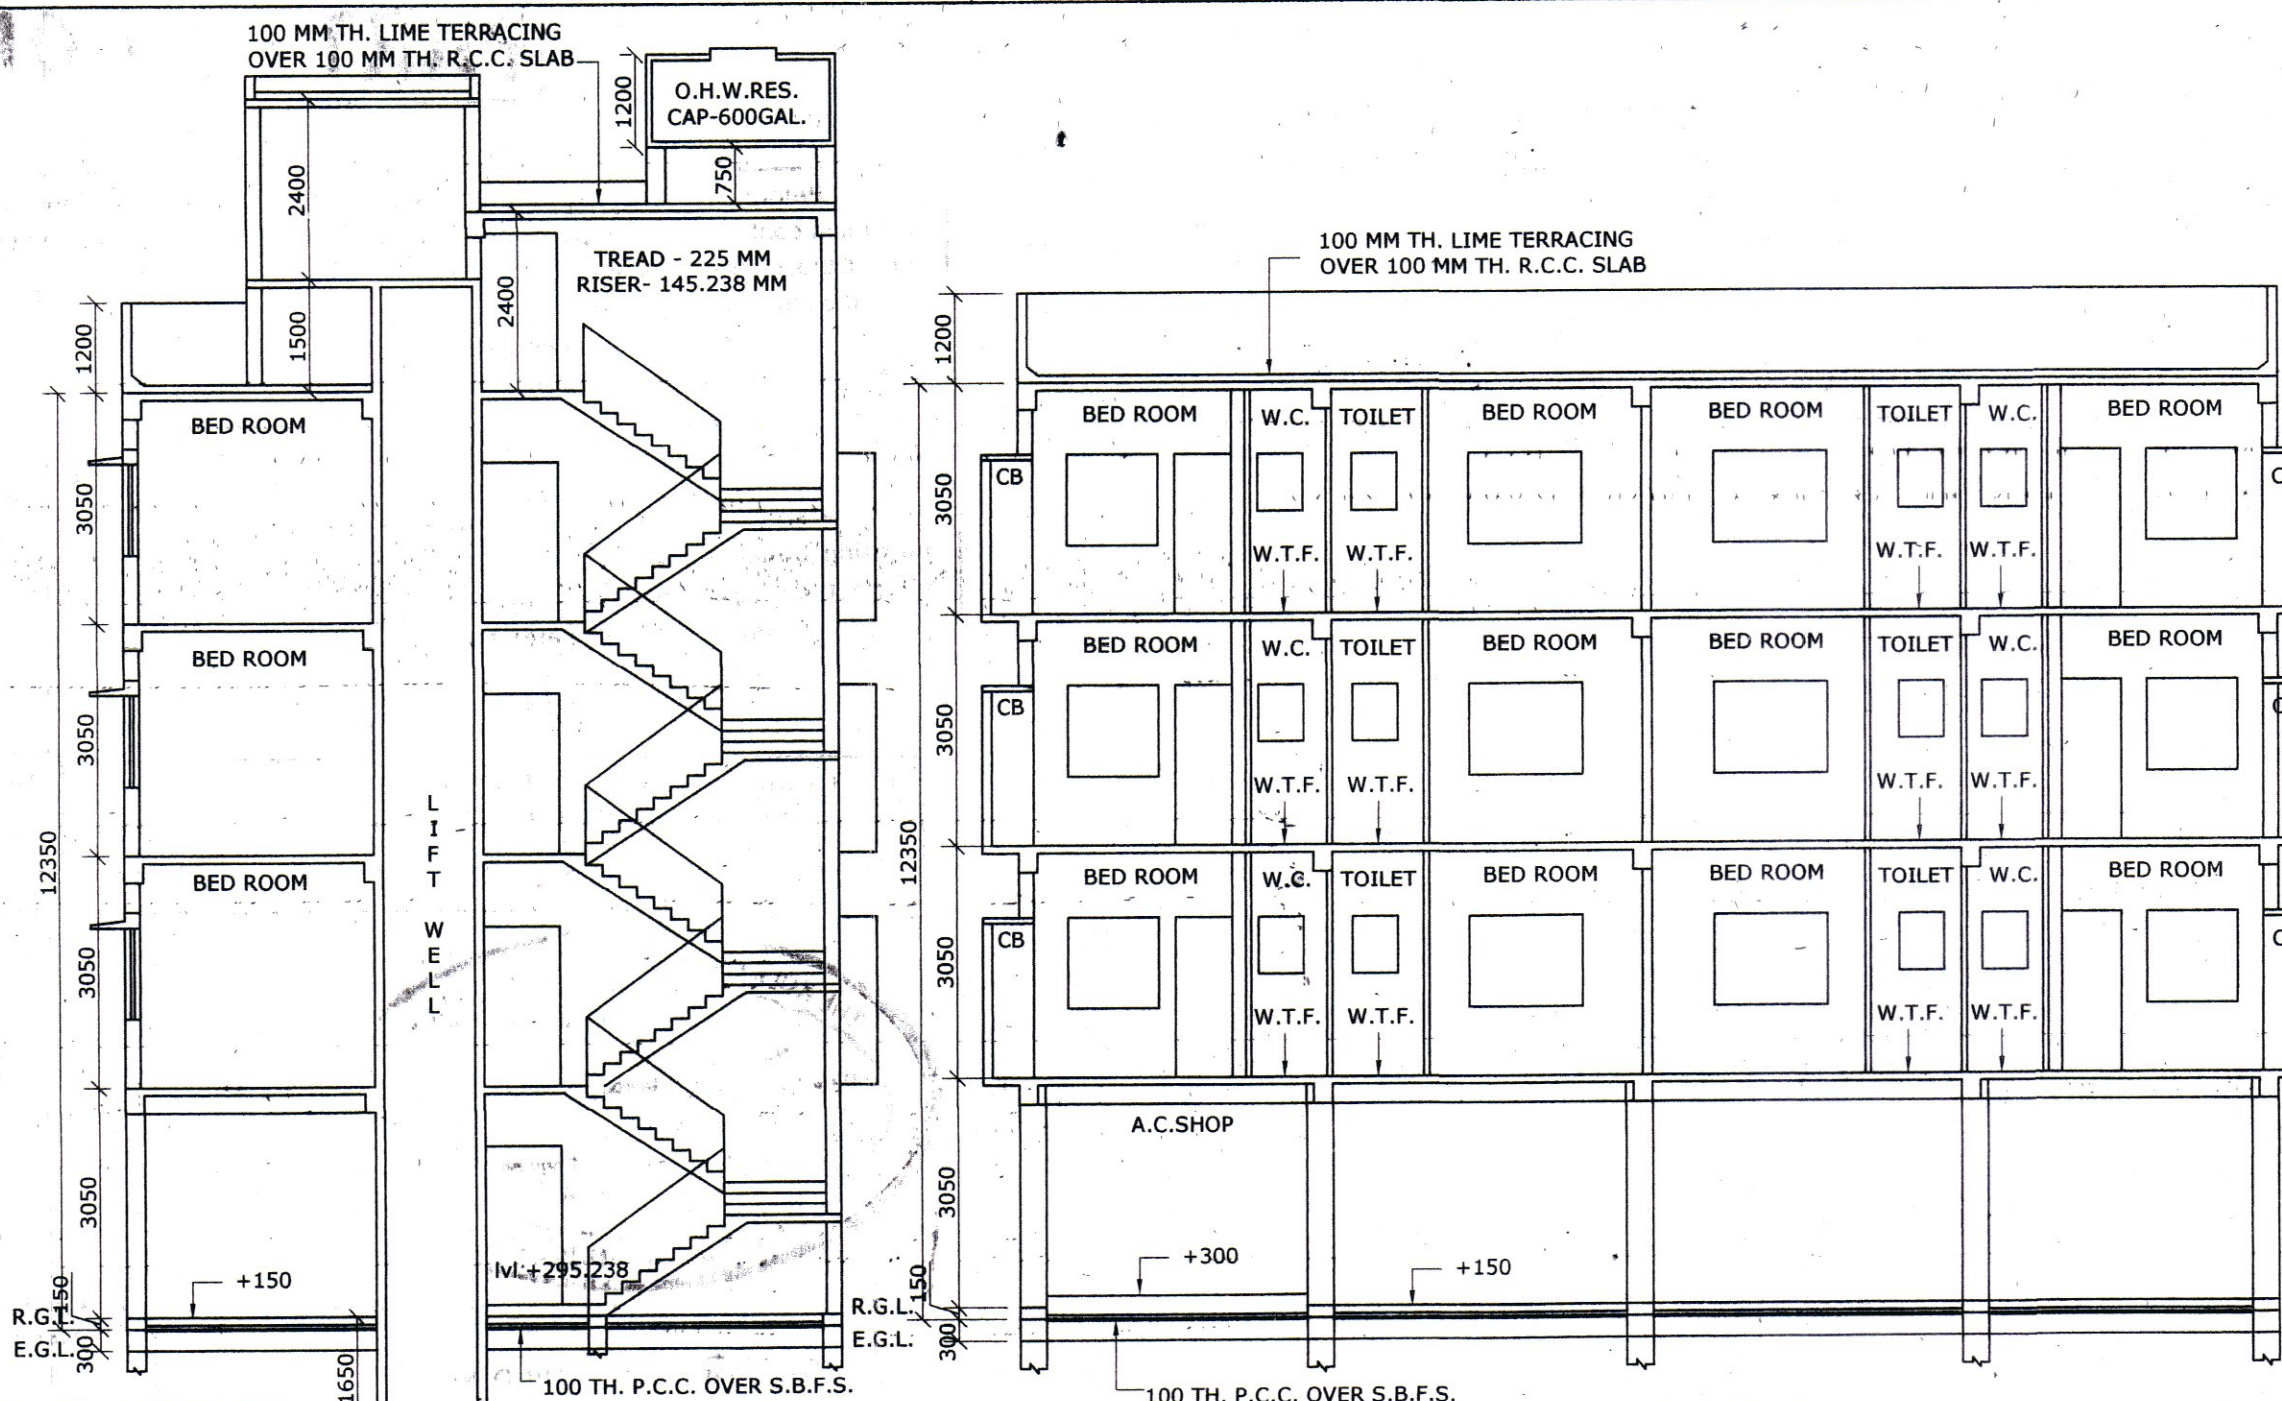 100 MM TH. LIME TERRACING
OVER 100 MM TH. R.C.C. SLAB
1200
O.H.W.RES.
CAP-600GAL.
750
2400
TREAD - 225 MM
RISER- 145.238 MM
2400
1500
1200
BED ROOM
3050
BED ROOM
3050
BED ROOM
3050
12350
LIFT WELL
3050
+150
lvl:+295.238
150
R.G.L.
E.G.L.
300
1650
100 TH. P.C.C. OVER S.B.F.S.
100 MM TH. LIME TERRACING
OVER 100 MM TH. R.C.C. SLAB
1200
BED ROOM W.C. TOILET BED ROOM BED ROOM TOILET W.C. BED ROOM
CB
3050
W.T.F. W.T.F. W.T.F. W.T.F.
BED ROOM W.C. TOILET BED ROOM BED ROOM TOILET W.C. BED ROOM
CB
3050
W.T.F. W.T.F. W.T.F. W.T.F.
12350
BED ROOM W.C. TOILET BED ROOM BED ROOM TOILET W.C. BED ROOM
CB
3050
W.T.F. W.T.F. W.T.F. W.T.F.
A.C.SHOP
3050
+300
+150
150
R.G.L.
E.G.L.
300
100 TH. P.C.C. OVER S.B.F.S.